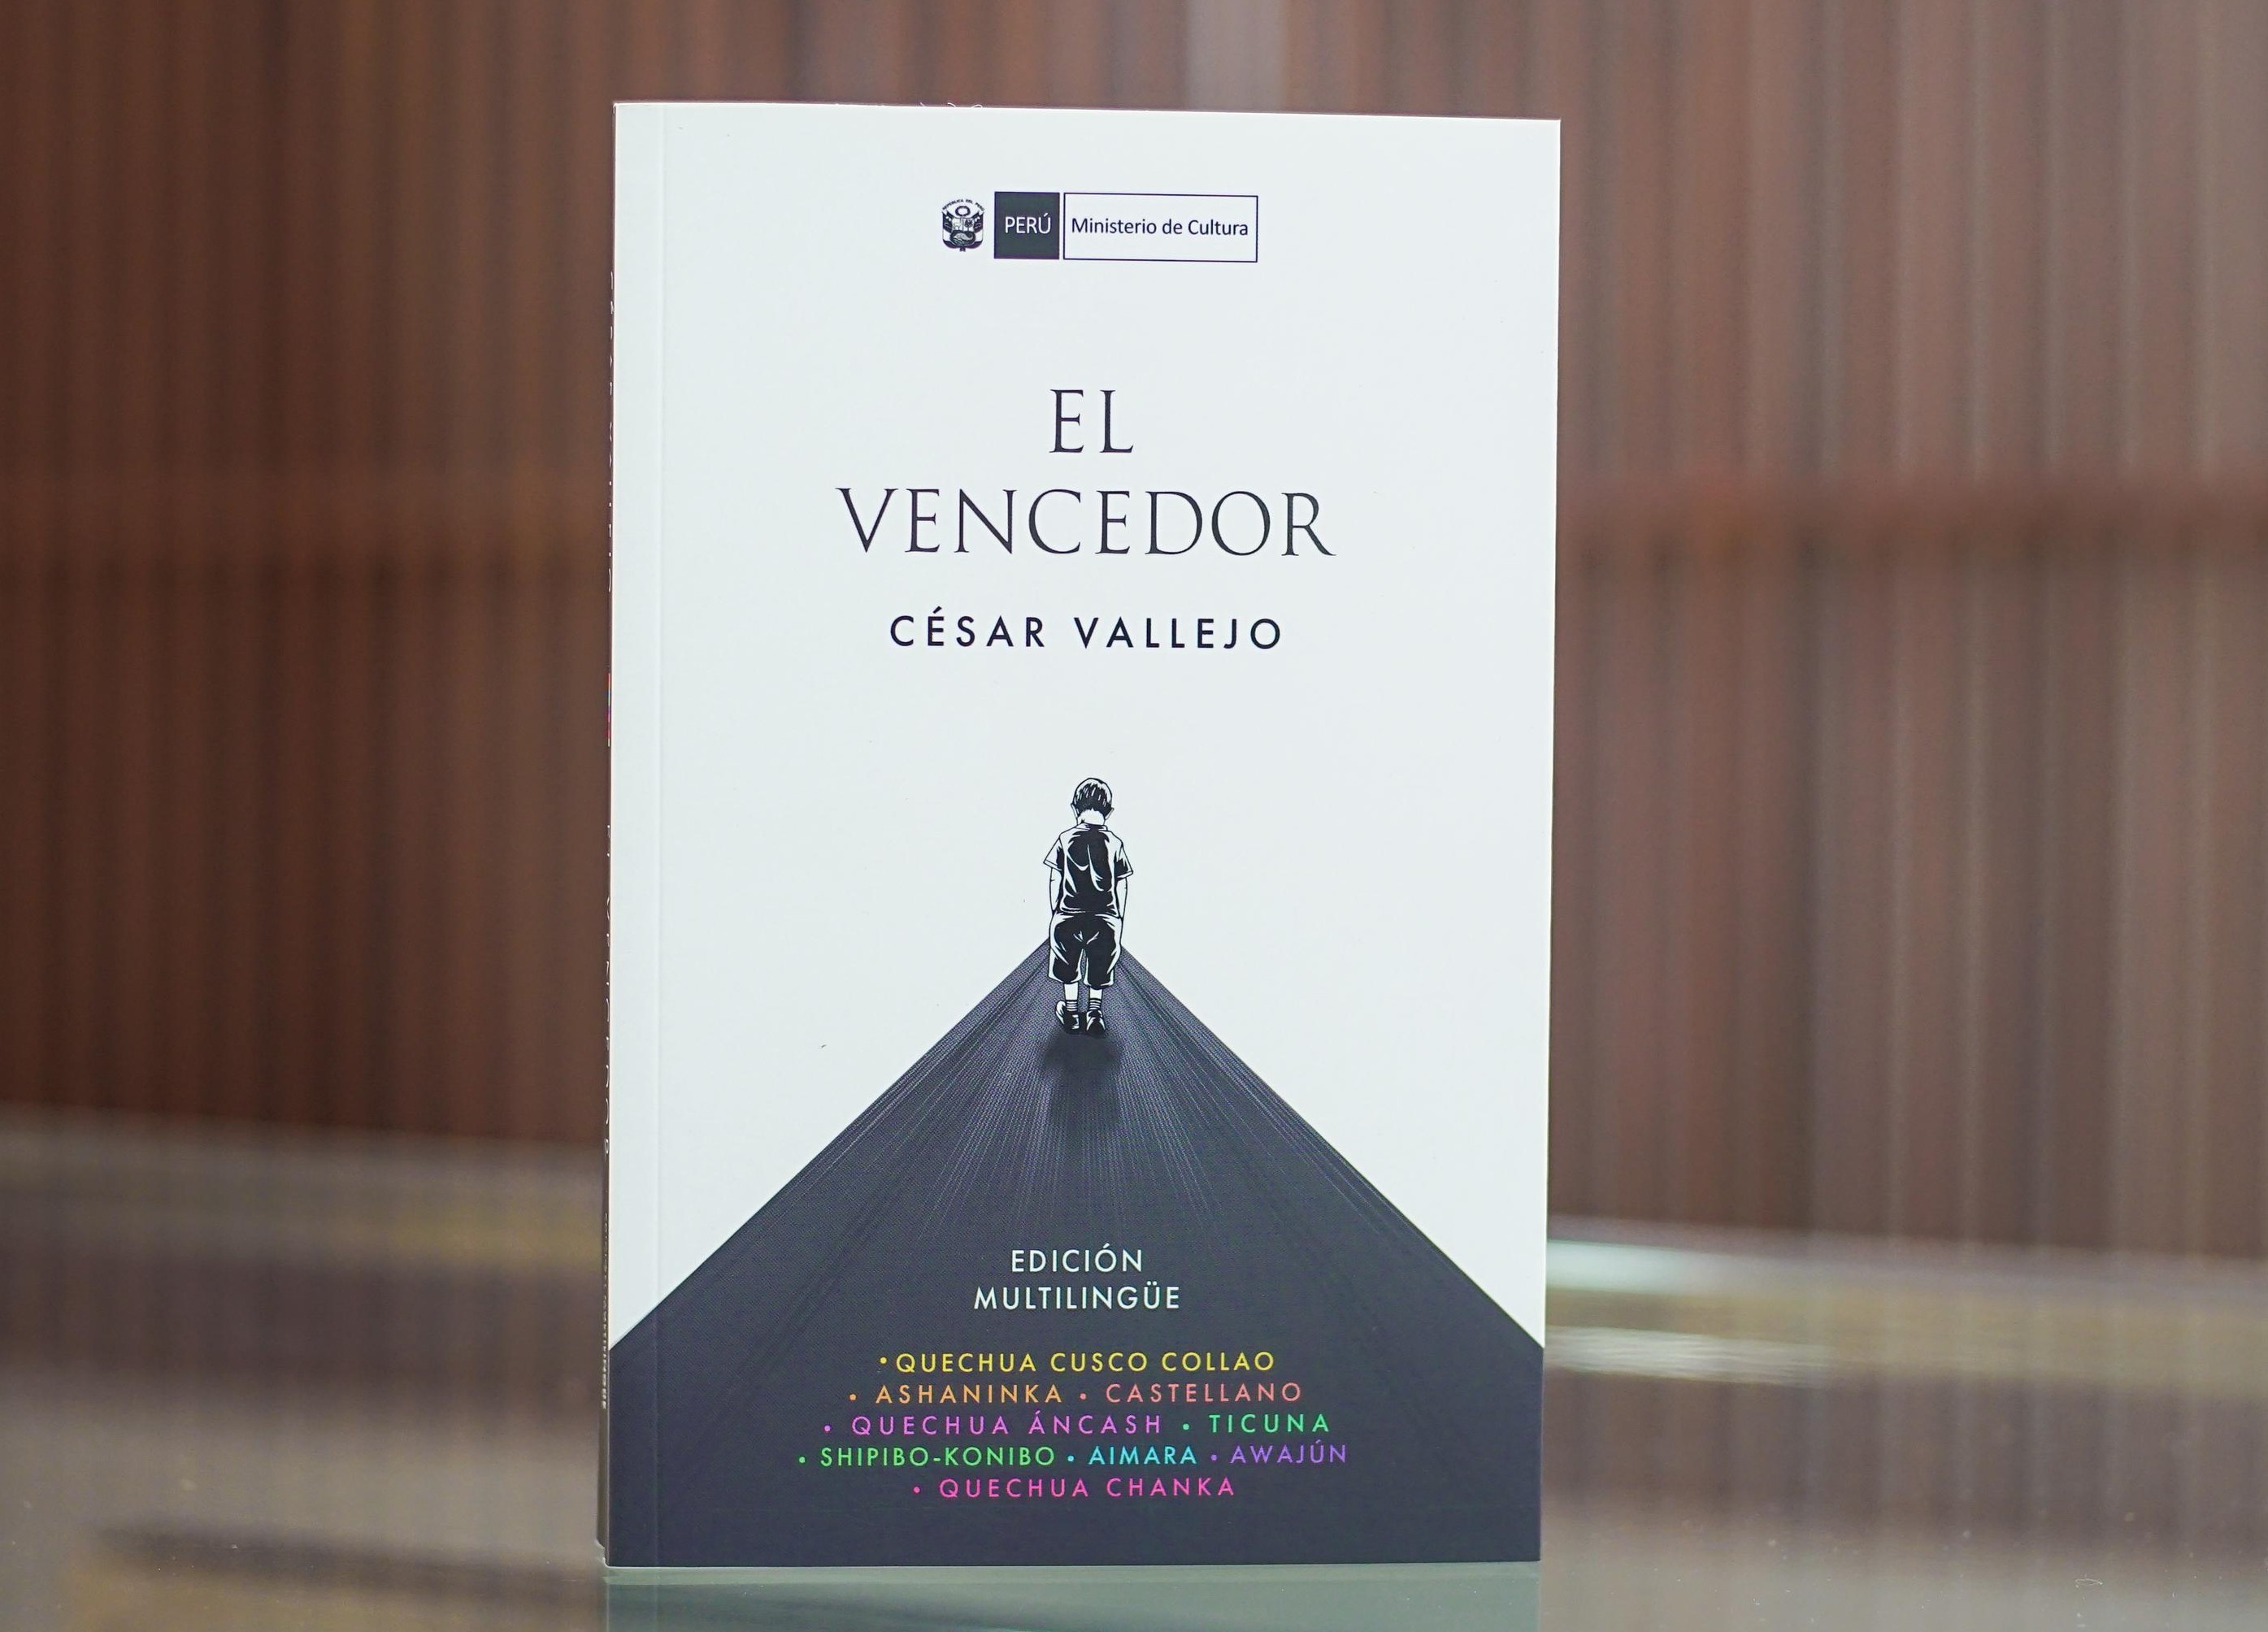 PERÚ Ministerio de Cultura
EL
VENCEDOR
CÉSAR VALLEJO
EDICIÓN
MULTILINGÜE
• QUECHUA CUSCO COLLAO
• ASHANINKA • CASTELLANO
• QUECHUA ÁNCASH • TICUNA
• SHIPIBO-KONIBO • AIMARA • AWAJÚN
• QUECHUA CHANKA